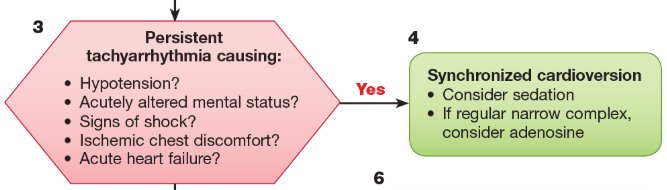 3
Persistent
tachyarrhythmia causing:
• Hypotension?
• Acutely altered mental status?
• Signs of shock?
• Ischemic chest discomfort?
• Acute heart failure?
Yes
4
Synchronized cardioversion
• Consider sedation
• If regular narrow complex,
consider adenosine
6